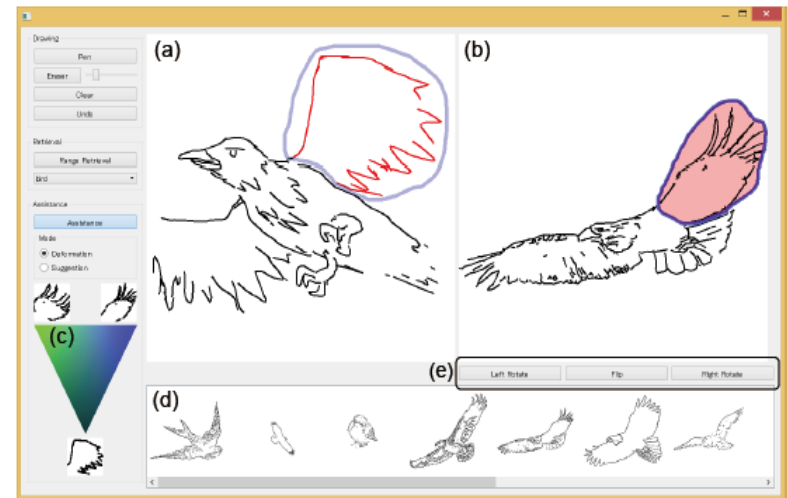 Drawing
Pen
Eraser
Clear
Undo
Retrieval
Range Retrieval
Bird
Assistance
Assistance
Mode
Deformation
Suggestion
(c)
(a)
(b)
(e)
Left Rotate
Flip
Right Rotate
(d)